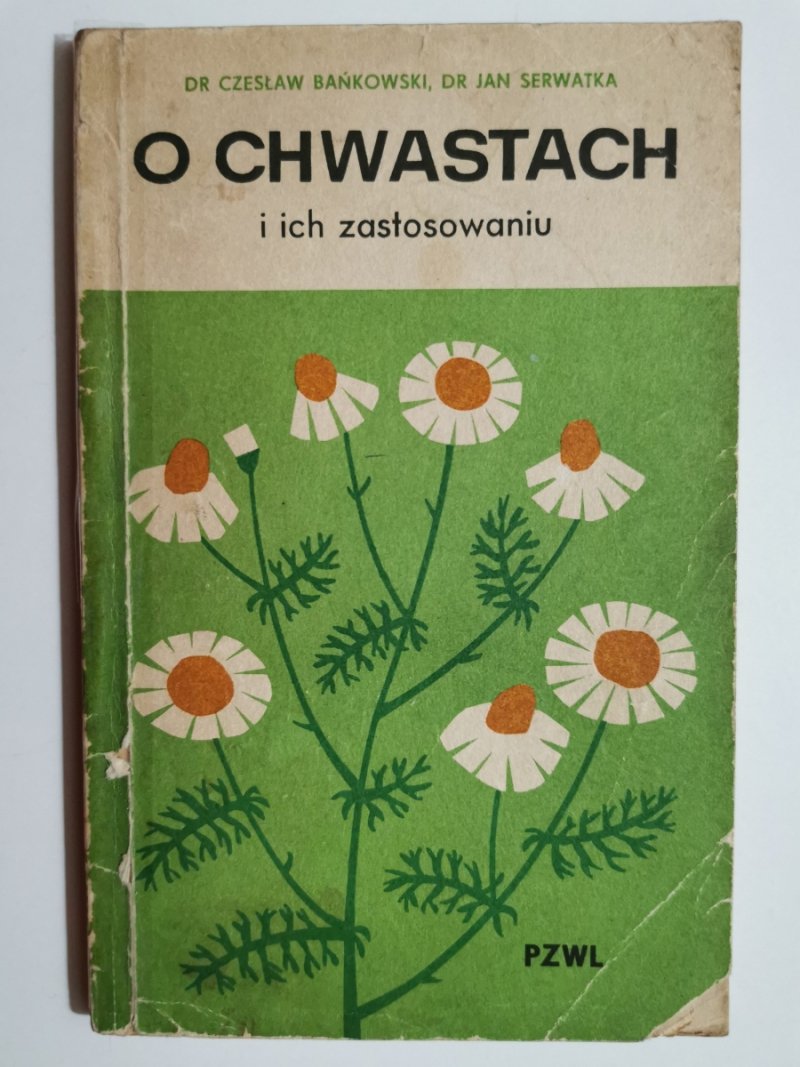 DR CZESŁAW BAŃKOWSKI, DR JAN SERWATKA
O CHWASTACH
i ich zastosowaniu
PZWL